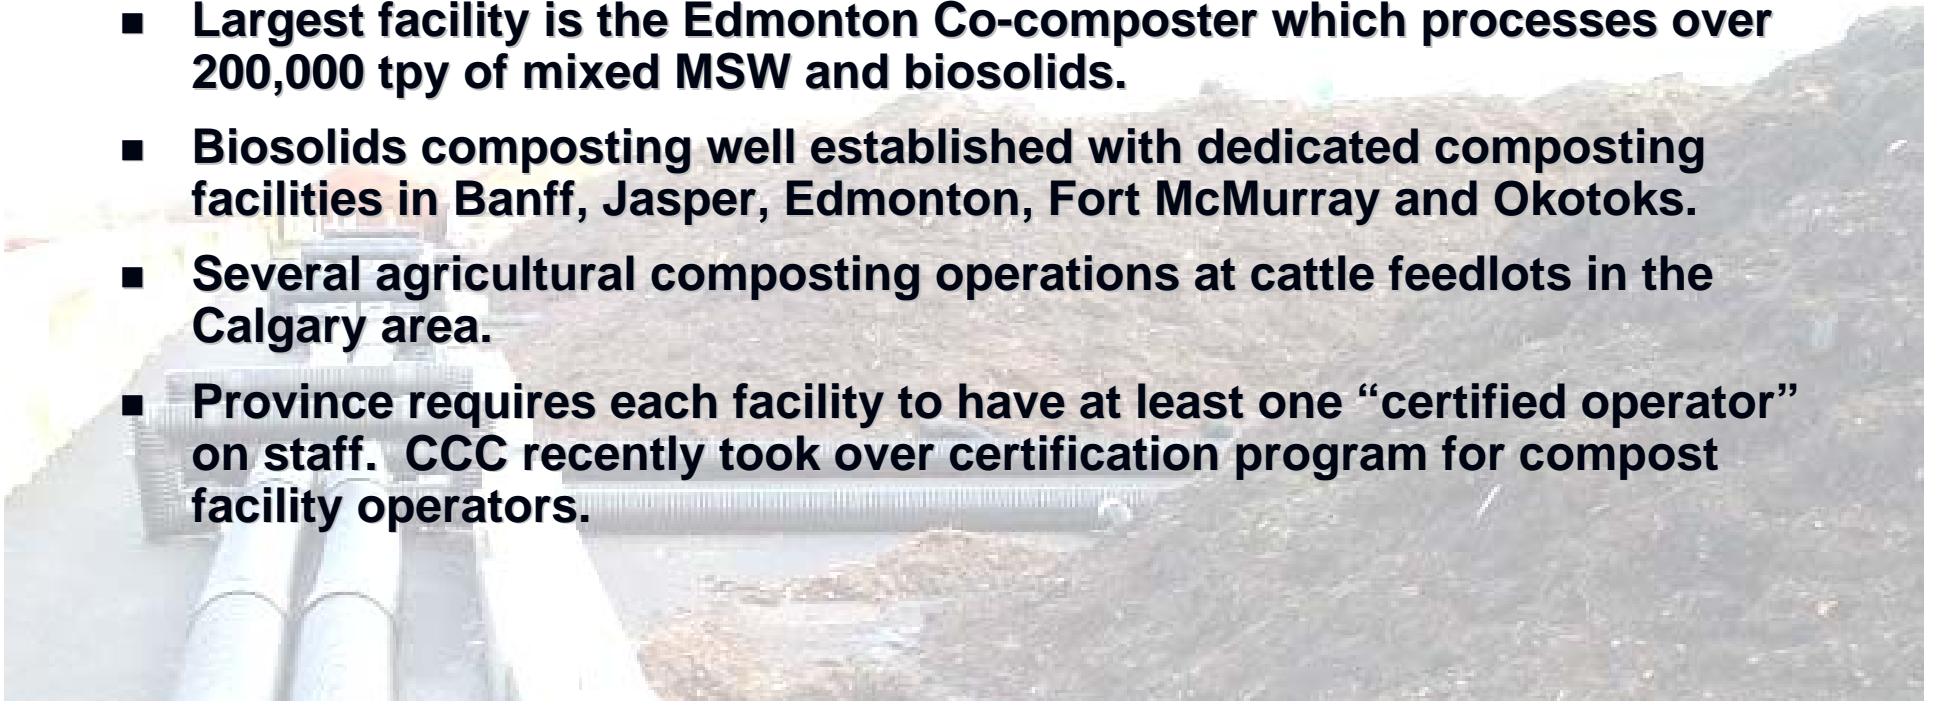 ▪ Largest facility is the Edmonton Co-composter which processes over
200,000 tpy of mixed MSW and biosolids.
▪ Biosolids composting well established with dedicated composting
facilities in Banff, Jasper, Edmonton, Fort McMurray and Okotoks.
▪ Several agricultural composting operations at cattle feedlots in the
Calgary area.
▪ Province requires each facility to have at least one “certified operator”
on staff.  CCC recently took over certification program for compost
facility operators.